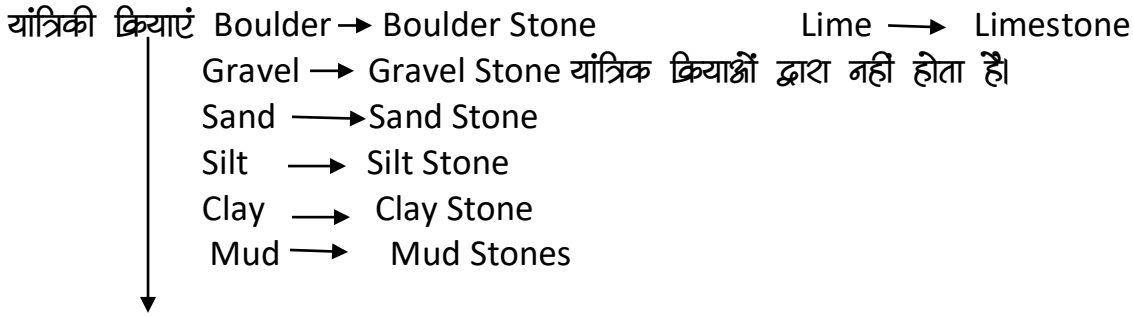 यांत्रिकी क्रियाएं Boulder → Boulder Stone Lime → Limestone
Gravel → Gravel Stone यांत्रिक क्रियाओं द्वारा नहीं होता है।
Sand → Sand Stone
Silt → Silt Stone
Clay → Clay Stone
Mud → Mud Stones